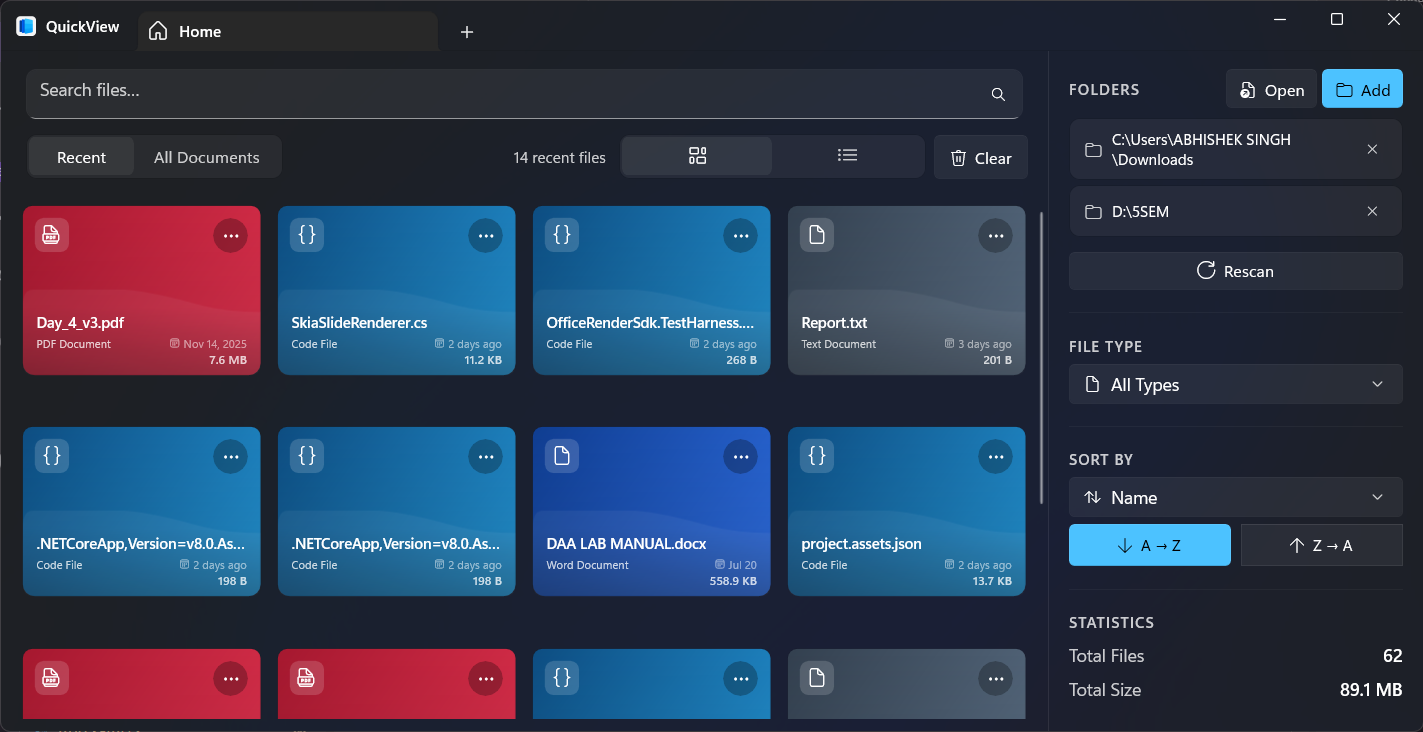 QuickView
Home
Search files...
Recent
All Documents
14 recent files
Clear
Day_4_v3.pdf
PDF Document
Nov 14, 2025
7.6 MB
SkiaSlideRenderer.cs
Code File
2 days ago
11.2 KB
OfficeRenderSdk.TestHarness....
Code File
2 days ago
268 B
Report.txt
Text Document
3 days ago
201 B
.NETCoreApp,Version=v8.0.As...
Code File
2 days ago
198 B
.NETCoreApp,Version=v8.0.As...
Code File
2 days ago
198 B
DAA LAB MANUAL.docx
Word Document
Jul 20
558.9 KB
project.assets.json
Code File
2 days ago
13.7 KB
PDF
PDF
PDF
FOLDERS
Open
Add
C:\Users\ABHISHEK SINGH
\Downloads
D:\5SEM
Rescan
FILE TYPE
All Types
SORT BY
Name
A → Z
Z → A
STATISTICS
Total Files
62
Total Size
89.1 MB